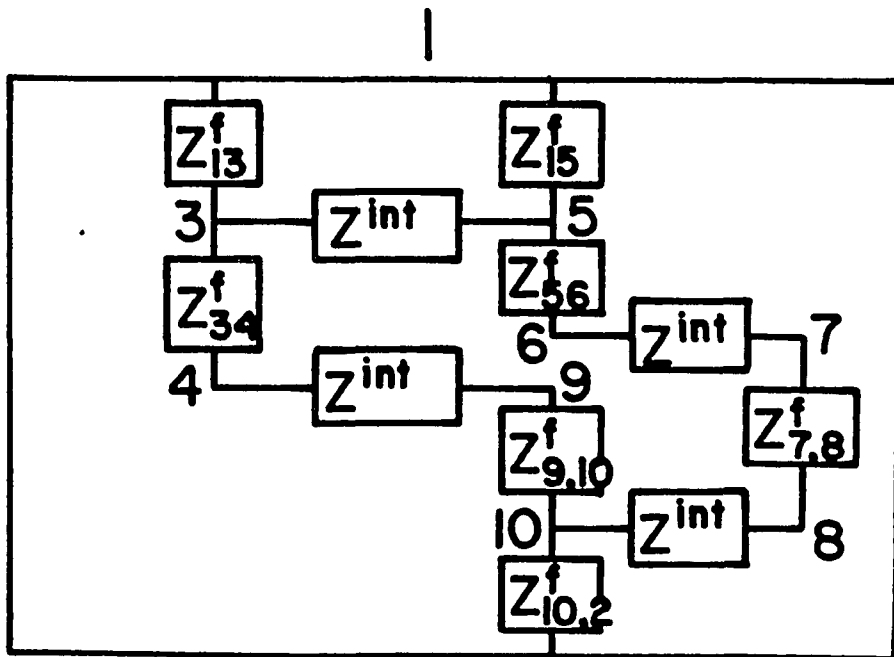 1
Z^f_13 Z^f_15
3 Z^int 5
Z^f_34 Z^f_56
6 Z^int 7
4 Z^int 9
Z^f_9,10 Z^f_7,8
10 Z^int 8
Z^f_10,2